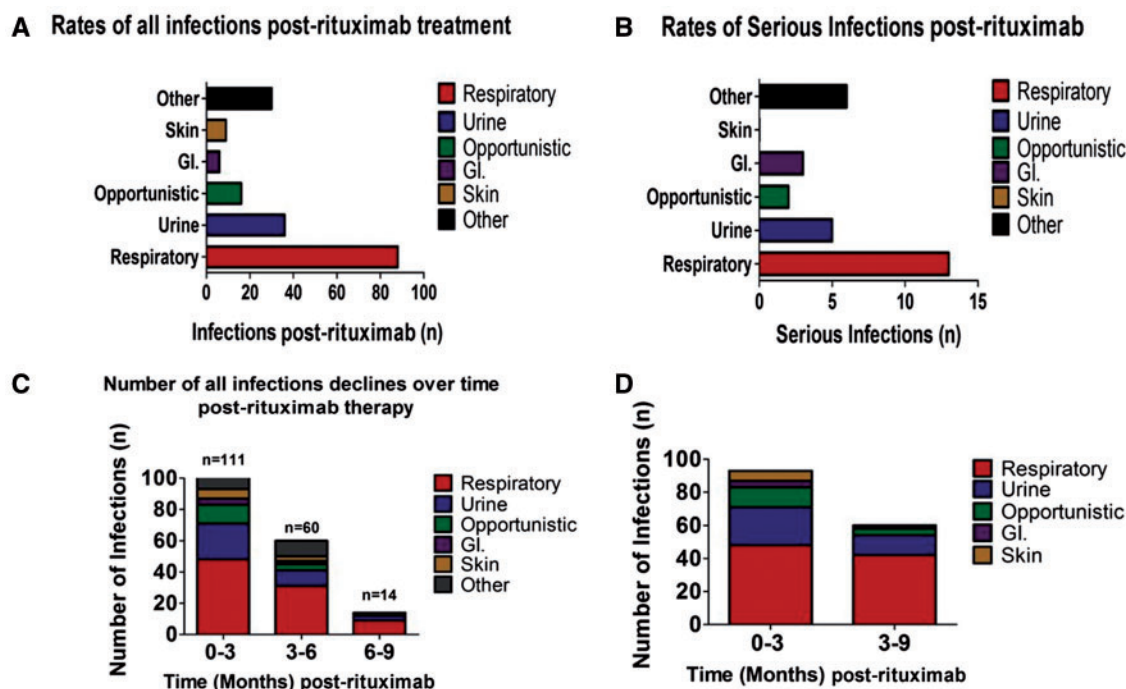 A Rates of all infections post-rituximab treatment
Other
Skin
GI.
Opportunistic
Urine
Respiratory
0 20 40 60 80 100
Infections post-rituximab (n)
Respiratory
Urine
Opportunistic
GI.
Skin
Other
B Rates of Serious Infections post-rituximab
Other
Skin
GI.
Opportunistic
Urine
Respiratory
0 5 10 15
Serious Infections (n)
Respiratory
Urine
Opportunistic
GI.
Skin
Other
C Number of all infections declines over time
post-rituximab therapy
Number of Infections (n)
100
80
60
40
20
0
n=111
n=60
n=14
0-3 3-6 6-9
Time (Months) post-rituximab
Respiratory
Urine
Opportunistic
GI.
Skin
Other
D
Number of Infections (n)
100
80
60
40
20
0
0-3 3-9
Time (Months) post-rituximab
Respiratory
Urine
Opportunistic
GI.
Skin